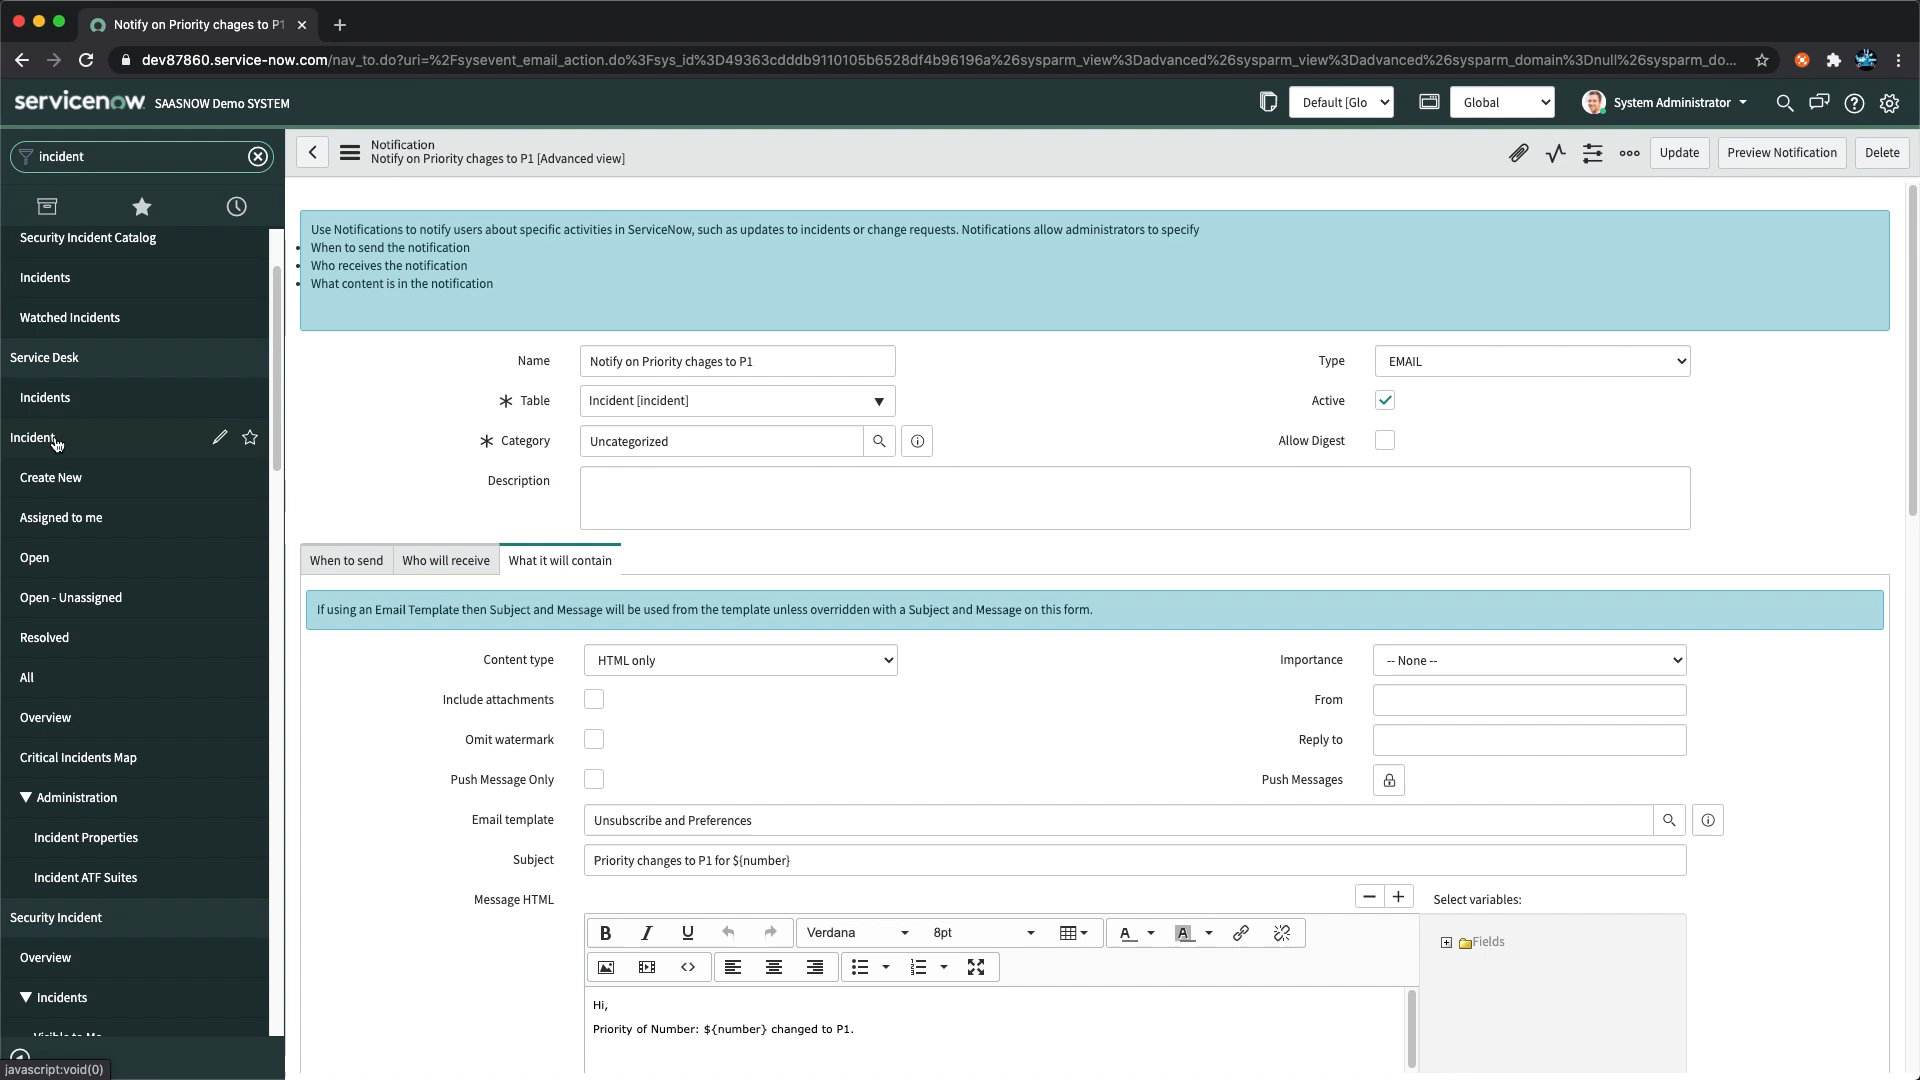 Notify on Priority chages to P1
dev87860.service-now.com/nav_to.do?uri=%2Fsysevent_email_action.do%3Fsys_id%3D49363cdddb9110105b6528df4b96196a%26sysparm_view%3Dadvanced%26sysparm_view%3Dadvanced%26sysparm_domain%3Dnull%26sysparm_do...
servicenow SAASNOW Demo SYSTEM
Default [Glo
Global
System Administrator
incident
Notification
Notify on Priority chages to P1 [Advanced view]
Update
Preview Notification
Delete
Security Incident Catalog
Incidents
Watched Incidents
Service Desk
Incidents
Incident
Create New
Assigned to me
Open
Open - Unassigned
Resolved
All
Overview
Critical Incidents Map
Administration
Incident Properties
Incident ATF Suites
Security Incident
Overview
Incidents
Visible to Me
javascript:void(0)
Use Notifications to notify users about specific activities in ServiceNow, such as updates to incidents or change requests. Notifications allow administrators to specify
When to send the notification
Who receives the notification
What content is in the notification
Name
Notify on Priority chages to P1
Type
EMAIL
Table
Incident [incident]
Active
Category
Uncategorized
Allow Digest
Description
When to send
Who will receive
What it will contain
If using an Email Template then Subject and Message will be used from the template unless overridden with a Subject and Message on this form.
Content type
HTML only
Importance
-- None --
Include attachments
From
Omit watermark
Reply to
Push Message Only
Push Messages
Email template
Unsubscribe and Preferences
Subject
Priority changes to P1 for ${number}
Message HTML
Select variables:
B I U
Verdana
8pt
A
A
Fields
Hi,
Priority of Number: ${number} changed to P1.